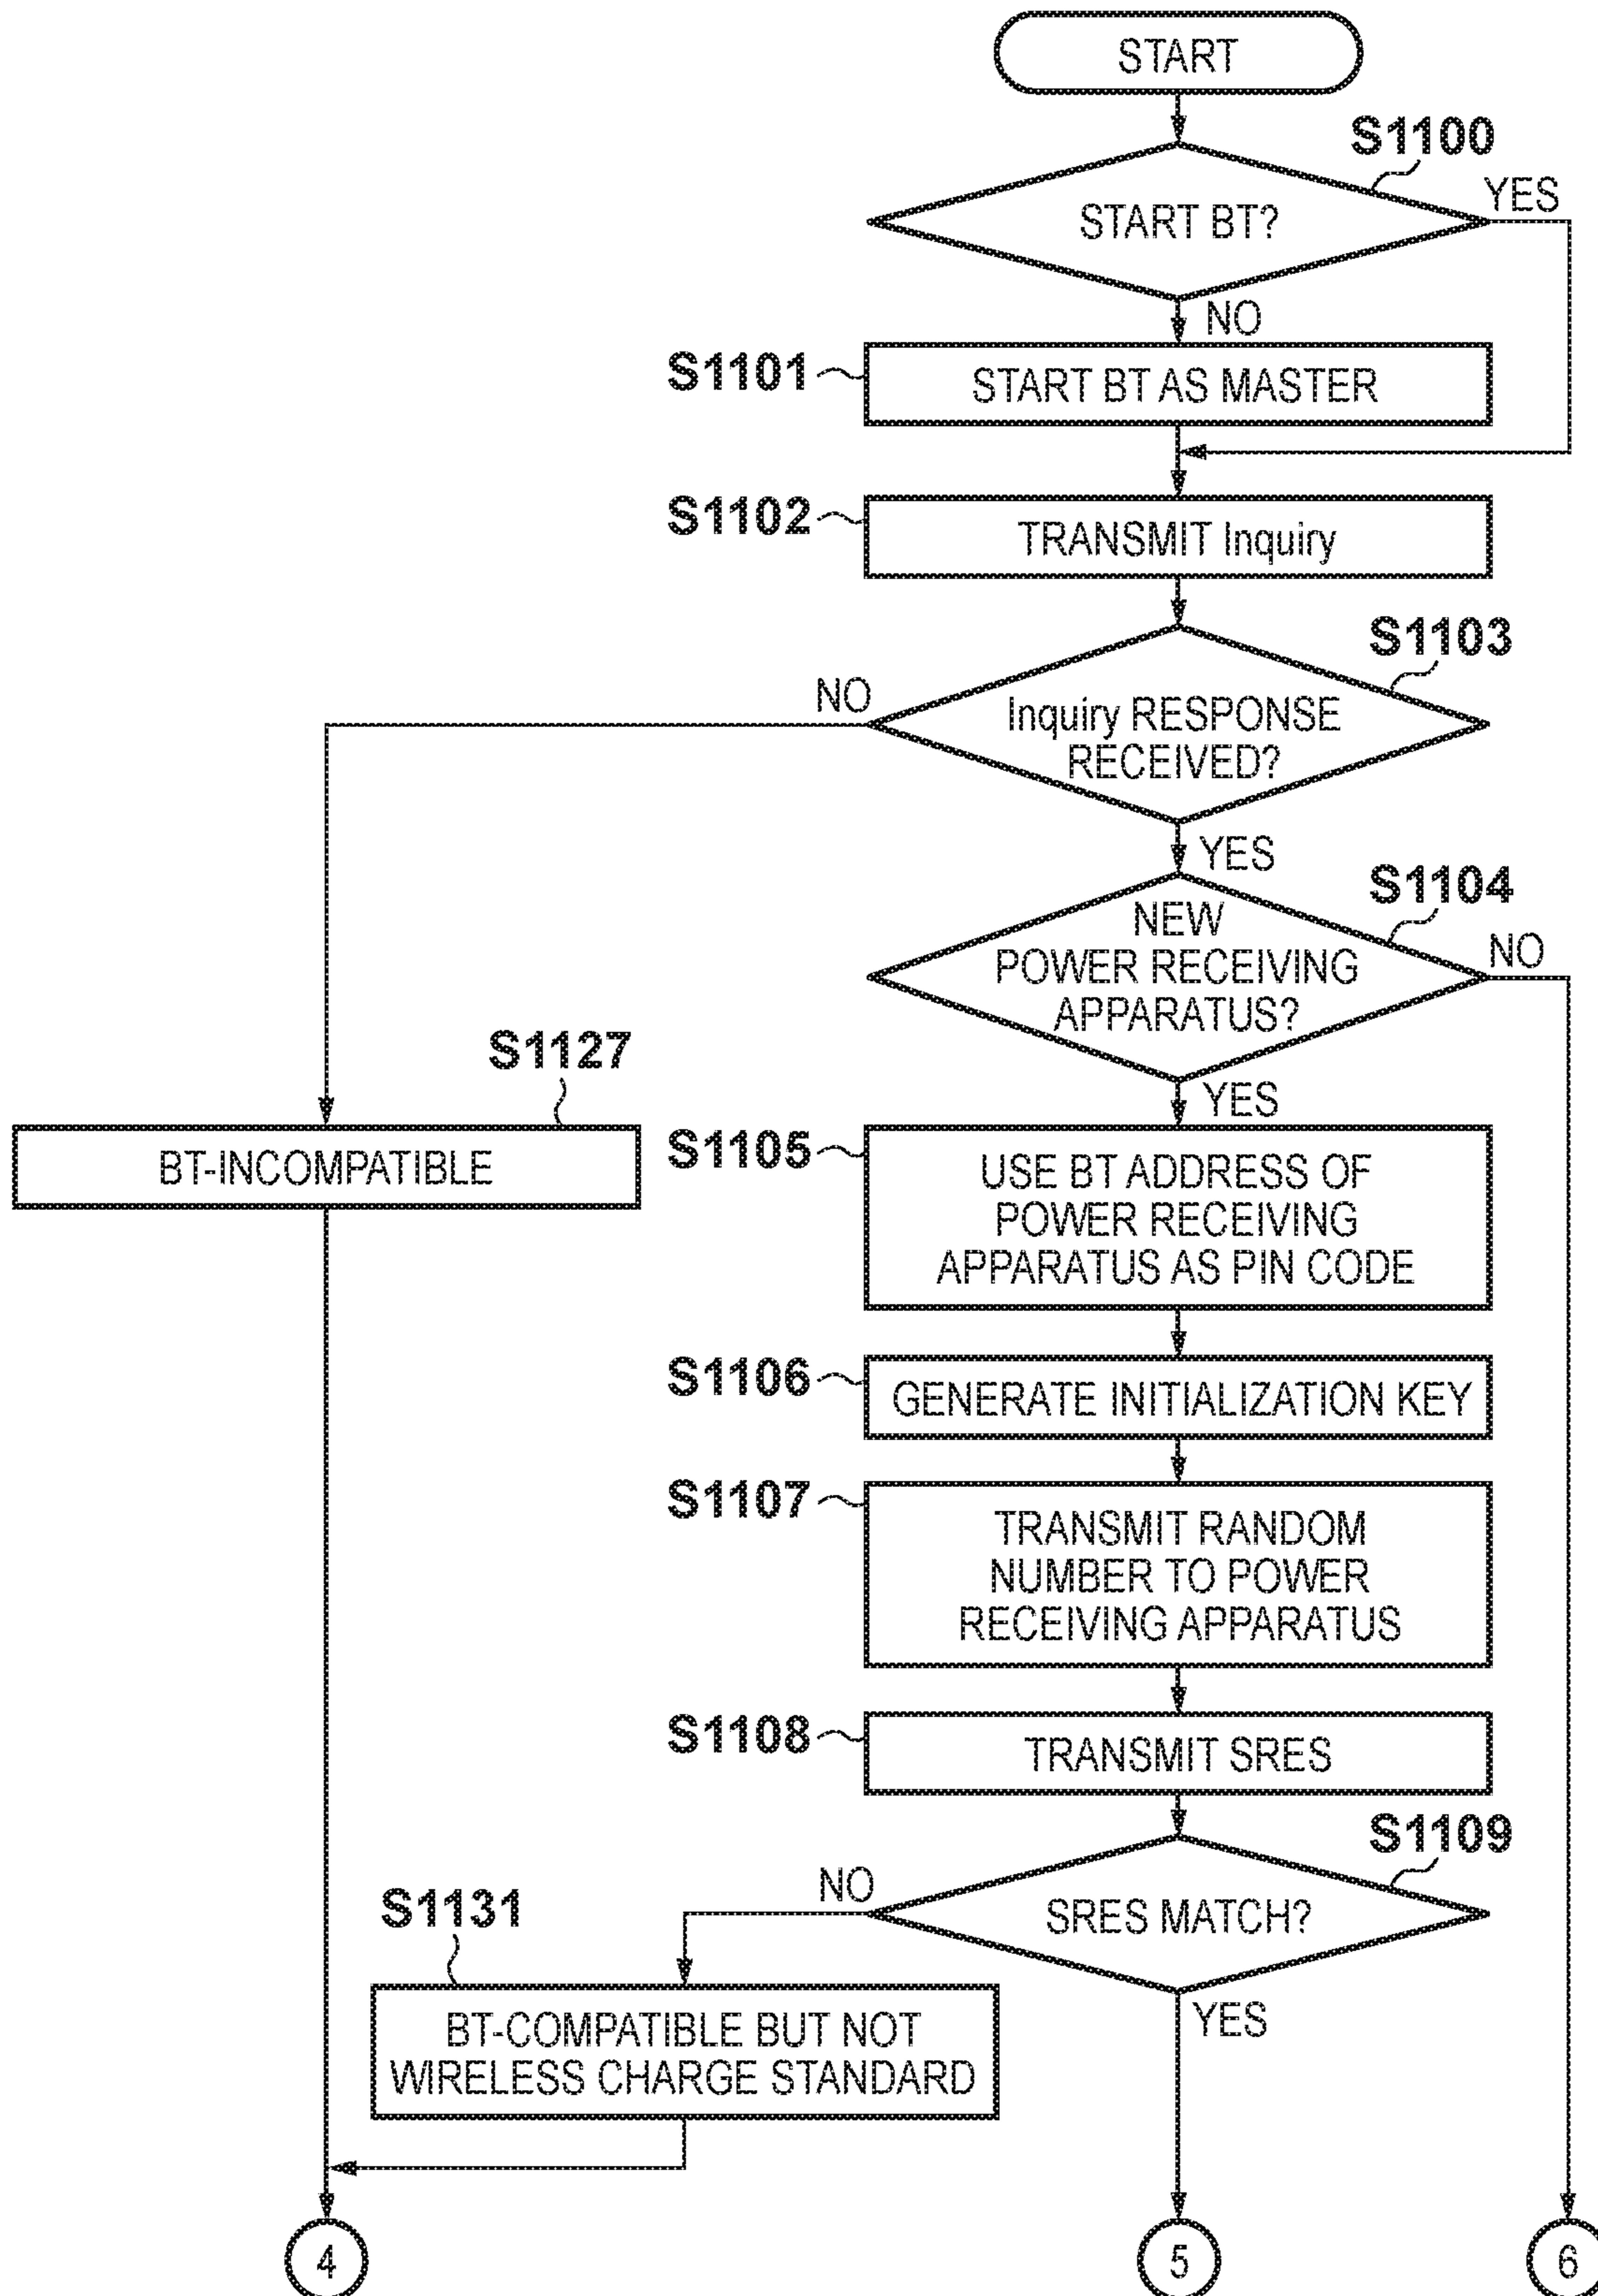 START
S1100
YES
START BT?
NO
S1101
START BT AS MASTER
S1102
TRANSMIT Inquiry
S1103
NO
Inquiry RESPONSE
RECEIVED?
YES
S1104
NEW
POWER RECEIVING
APPARATUS?
NO
S1127
YES
BT-INCOMPATIBLE
S1105
USE BT ADDRESS OF
POWER RECEIVING
APPARATUS AS PIN CODE
S1106
GENERATE INITIALIZATION KEY
S1107
TRANSMIT RANDOM
NUMBER TO POWER
RECEIVING APPARATUS
S1108
TRANSMIT SRES
S1109
NO
S1131
SRES MATCH?
YES
BT-COMPATIBLE BUT NOT
WIRELESS CHARGE STANDARD
4
5
6